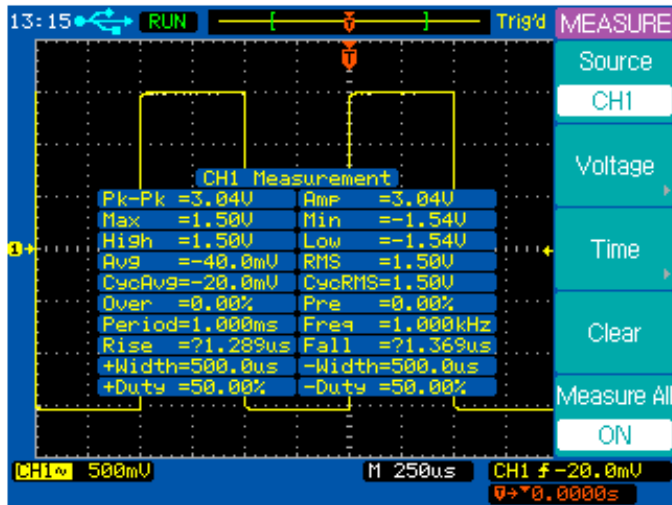 13:15 RUN T Trig'd MEASURE
T
Source
CH1
Voltage
Time
Clear
Measure All
ON
CH1 Measurement
Pk-Pk =3.04V Amp =3.04V
Max =1.50V Min =-1.54V
High =1.50V Low =-1.54V
Avg =-40.0mV RMS =1.50V
CycAvg=-20.0mV CycRMS=1.50V
Over =0.00% Pre =0.00%
Period=1.000ms Freq =1.000kHz
Rise =?1.289us Fall =?1.369us
+Width=500.0us -Width=500.0us
+Duty =50.00% -Duty =50.00%
1
CH1~ 500mV M 250us CH1 -20.0mV
T→▼0.0000s